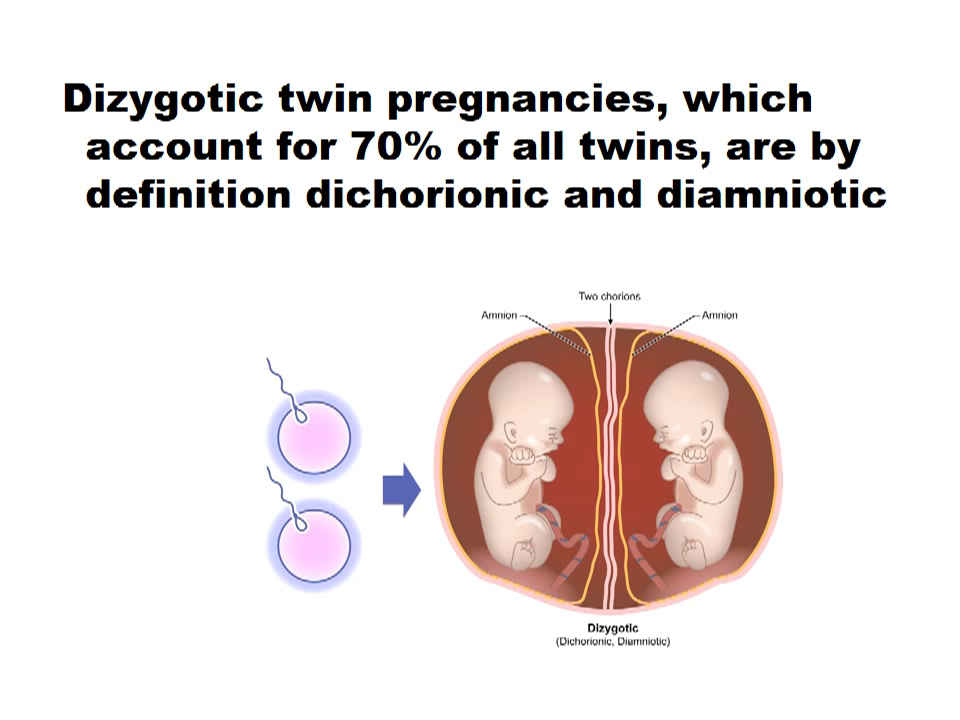 Dizygotic twin pregnancies, which
account for 70% of all twins, are by
definition dichorionic and diamniotic
Two chorions
Amnion
Amnion
Dizygotic
(Dichorionic, Diamniotic)